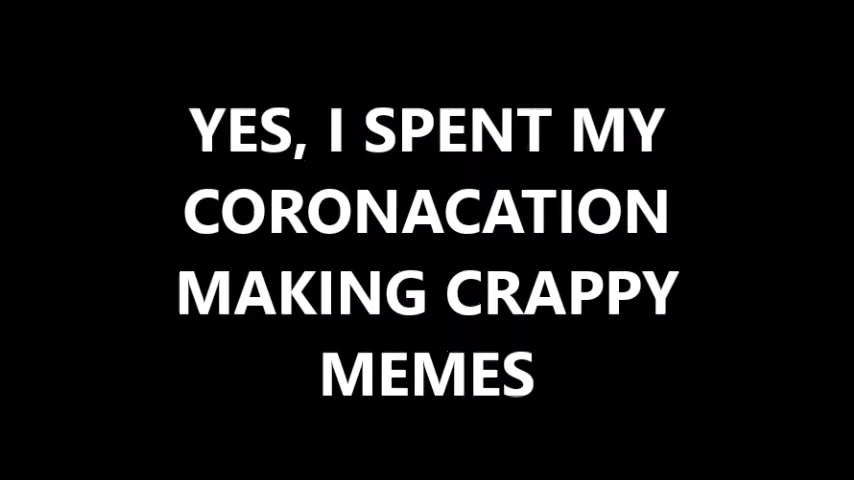 YES, I SPENT MY
CORONACATION
MAKING CRAPPY
MEMES